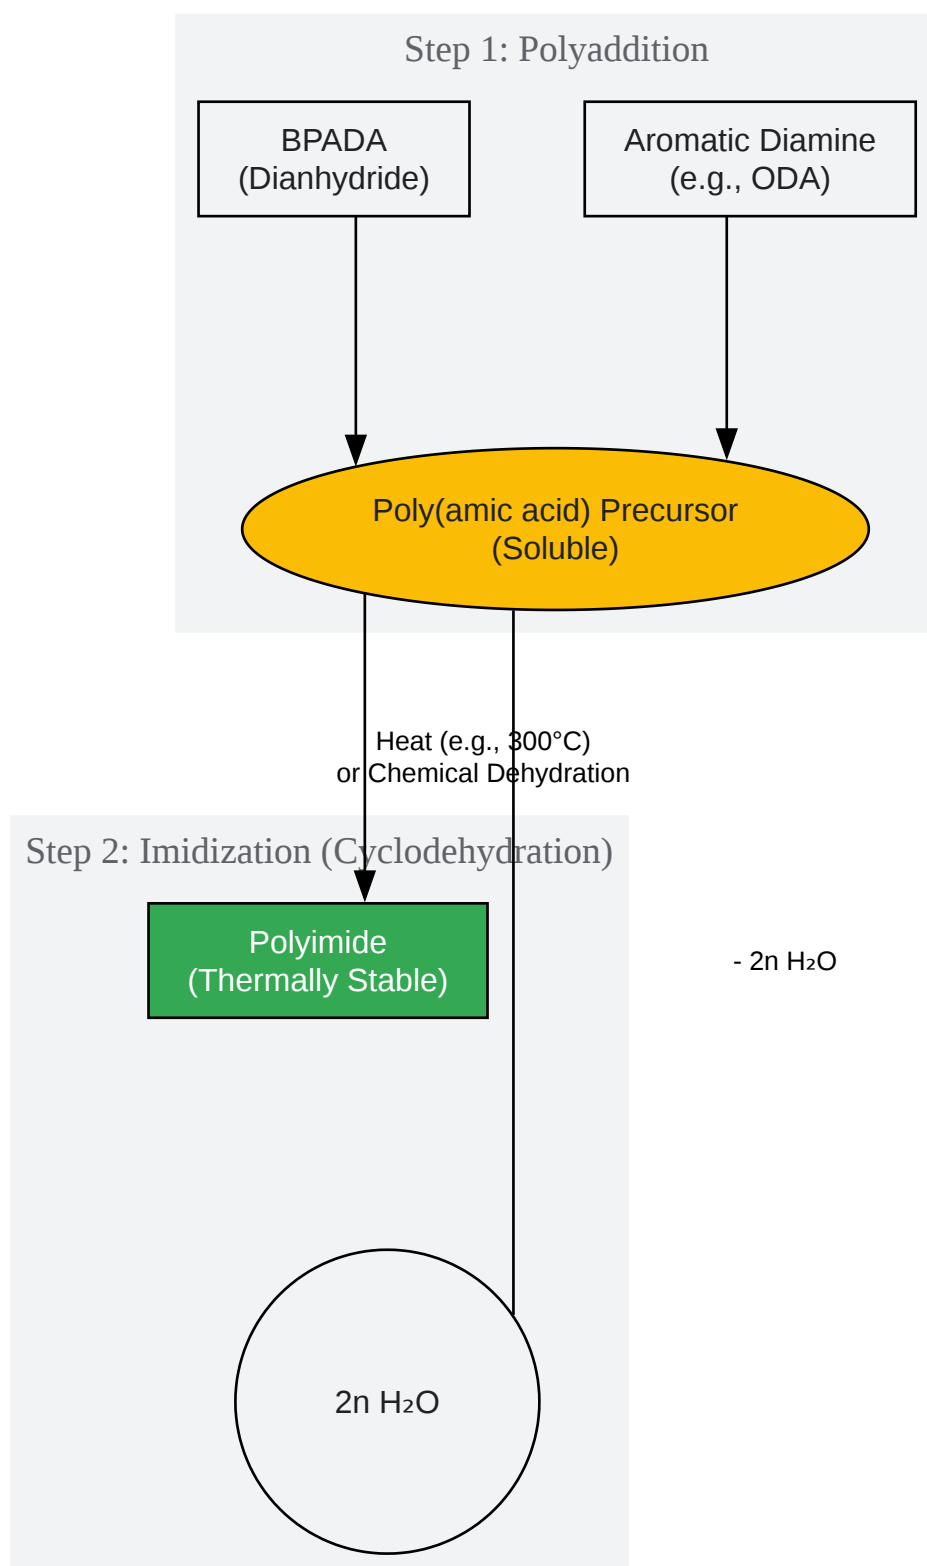 Step 1: Polyaddition
BPADA
(Dianhydride)
Aromatic Diamine
(e.g., ODA)
Poly(amic acid) Precursor
(Soluble)
Heat (e.g., 300°C)
or Chemical Dehydration
Step 2: Imidization (Cyclodehydration)
Polyimide
(Thermally Stable)
- 2n H₂O
2n H₂O